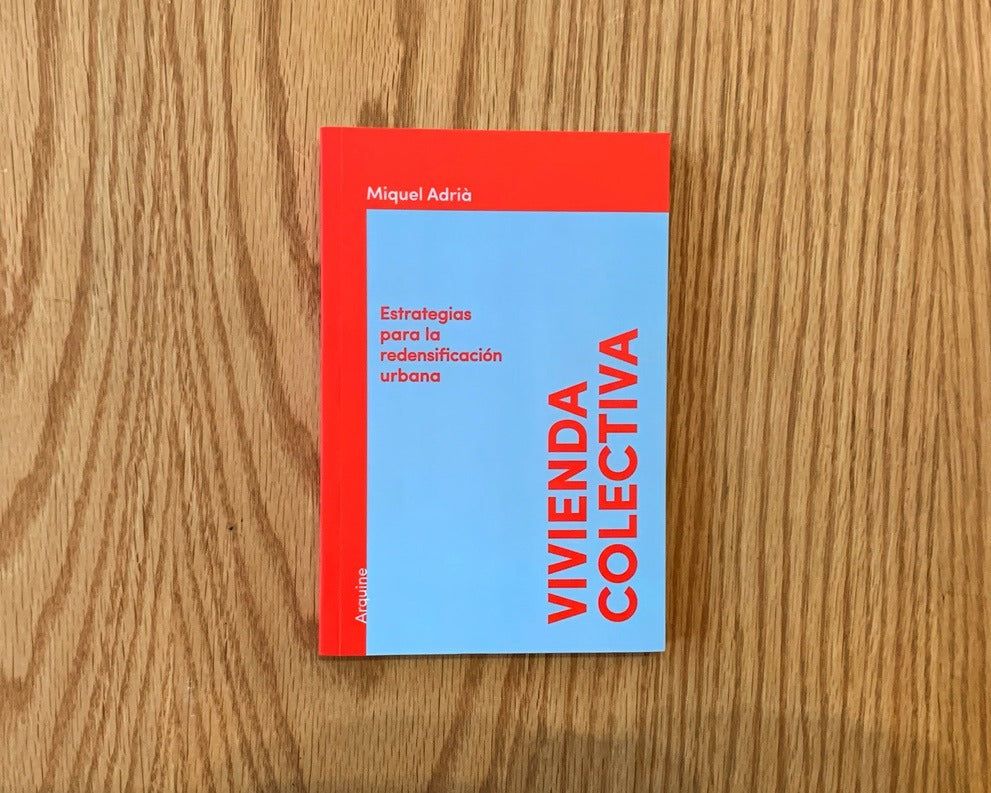 Miquel Adrià
Estrategias
para la
redensificación
urbana
VIVIENDA
COLECTIVA
Arquine